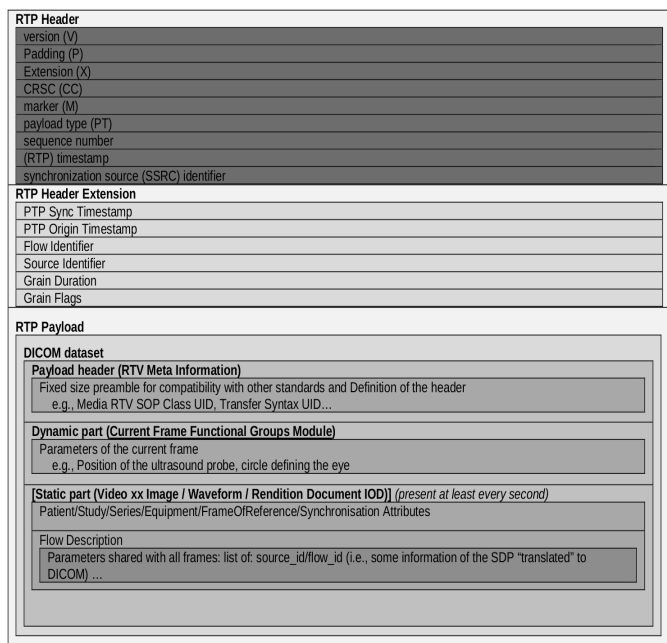 RTP Header
version (V)
Padding (P)
Extension (X)
CRSC (CC)
marker (M)
payload type (PT)
sequence number
(RTP) timestamp
synchronization source (SSRC) identifier
RTP Header Extension
PTP Sync Timestamp
PTP Origin Timestamp
Flow Identifier
Source Identifier
Grain Duration
Grain Flags
RTP Payload
DICOM dataset
Payload header (RTV Meta Information)
Fixed size preamble for compatibility with other standards and Definition of the header
e.g., Media RTV SOP Class UID, Transfer Syntax UID…
Dynamic part (Current Frame Functional Groups Module)
Parameters of the current frame
e.g., Position of the ultrasound probe, circle defining the eye
[Static part (Video xx Image / Waveform / Rendition Document IOD)] (present at least every second)
Patient/Study/Series/Equipment/FrameOfReference/Synchronisation Attributes
Flow Description
Parameters shared with all frames: list of: source_id/flow_id (i.e., some information of the SDP “translated” to
DICOM) …